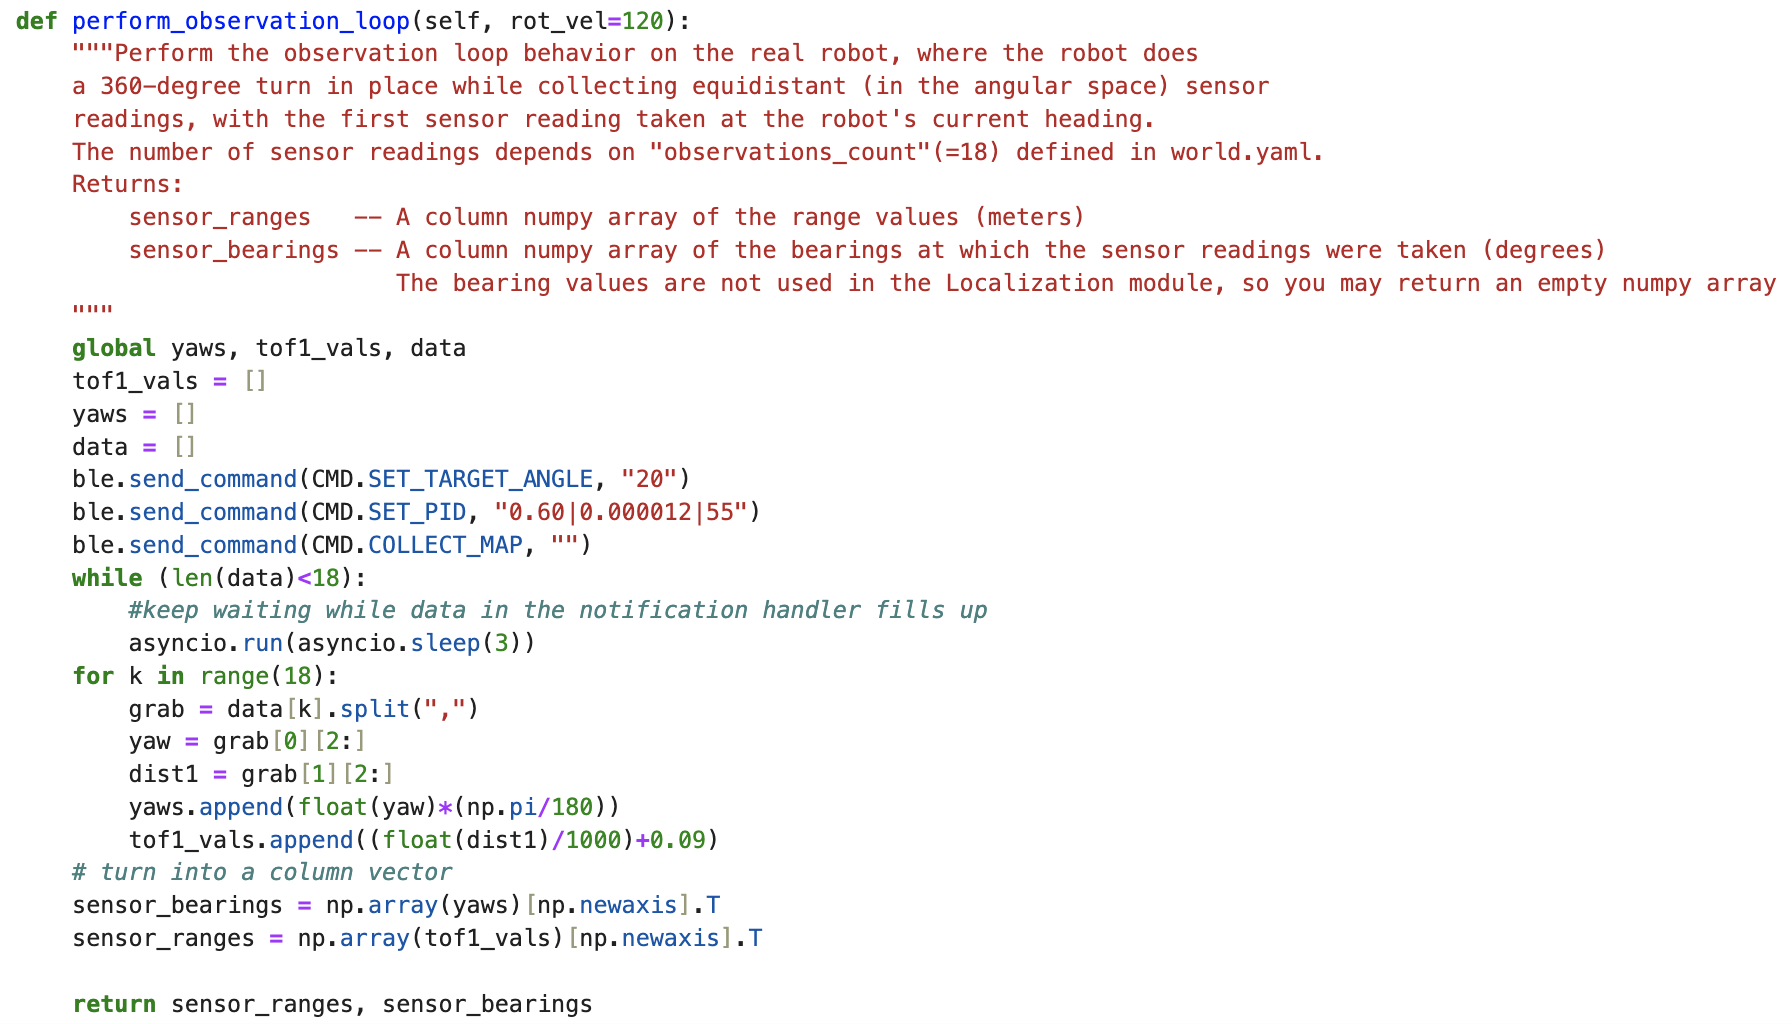 def perform_observation_loop(self, rot_vel=120):
    """Perform the observation loop behavior on the real robot, where the robot does
    a 360-degree turn in place while collecting equidistant (in the angular space) sensor
    readings, with the first sensor reading taken at the robot's current heading.
    The number of sensor readings depends on "observations_count"(=18) defined in world.yaml.
    Returns:
        sensor_ranges   -- A column numpy array of the range values (meters)
        sensor_bearings -- A column numpy array of the bearings at which the sensor readings were taken (degrees)
                           The bearing values are not used in the Localization module, so you may return an empty numpy array
    """
    global yaws, tof1_vals, data
    tof1_vals = []
    yaws = []
    data = []
    ble.send_command(CMD.SET_TARGET_ANGLE, "20")
    ble.send_command(CMD.SET_PID, "0.60|0.000012|55")
    ble.send_command(CMD.COLLECT_MAP, "")
    while (len(data)<18):
        #keep waiting while data in the notification handler fills up
        asyncio.run(asyncio.sleep(3))
    for k in range(18):
        grab = data[k].split(",")
        yaw = grab[0][2:]
        dist1 = grab[1][2:]
        yaws.append(float(yaw)*(np.pi/180))
        tof1_vals.append((float(dist1)/1000)+0.09)
    # turn into a column vector
    sensor_bearings = np.array(yaws)[np.newaxis].T
    sensor_ranges = np.array(tof1_vals)[np.newaxis].T

    return sensor_ranges, sensor_bearings